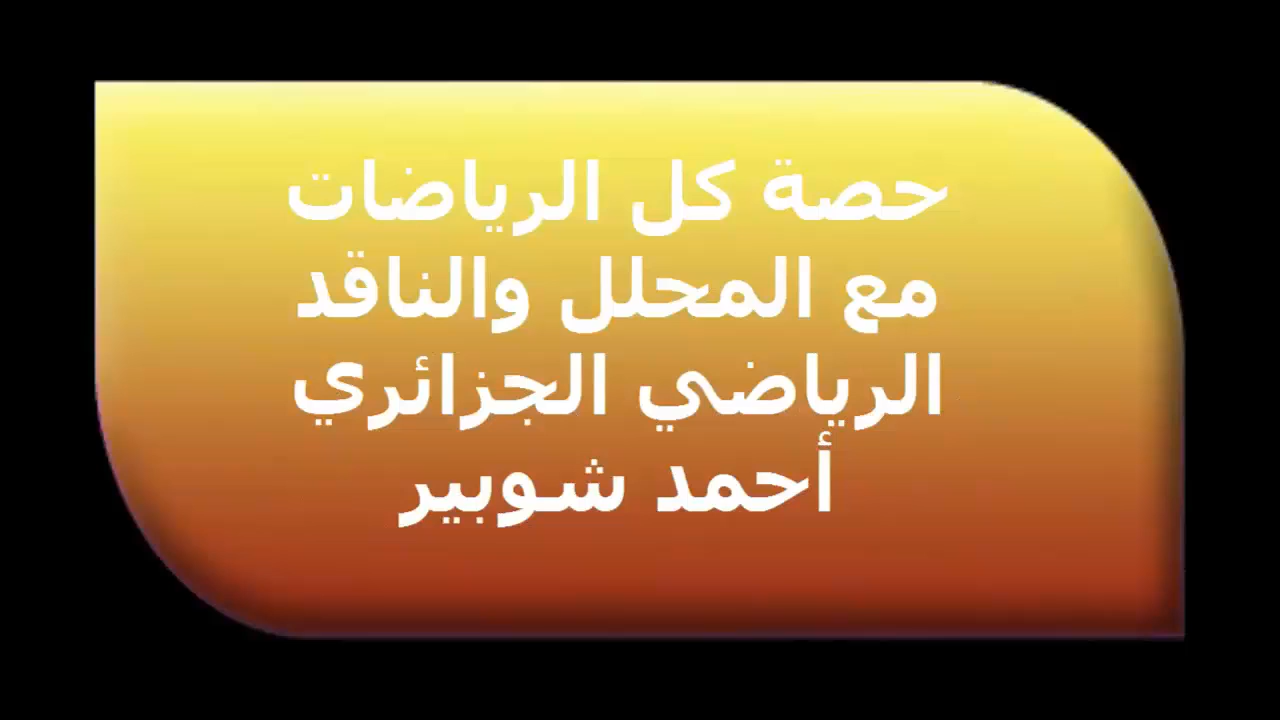 حصة كل الرياضات
مع المحلل والناقد
الرياضي الجزائري
أحمد شوبير